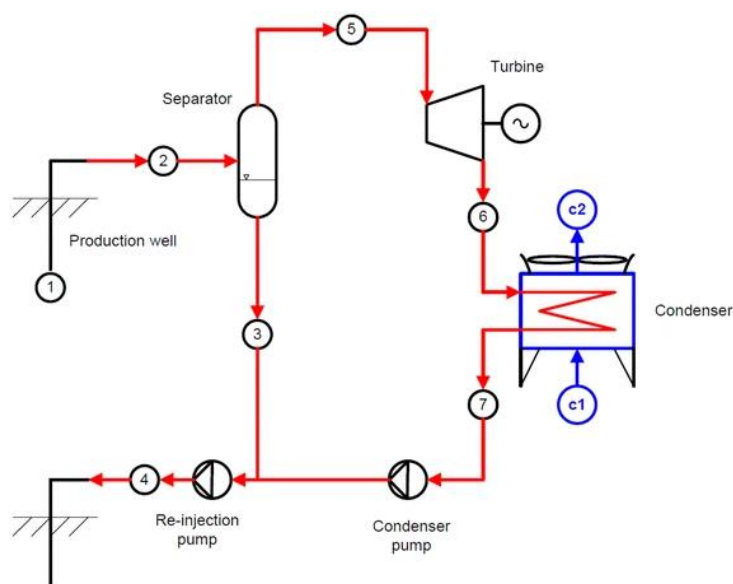 5
Turbine
Separator
2
c2
6
Production well
1
Condenser
3
7
c1
4
Re-injection
pump
Condenser
pump